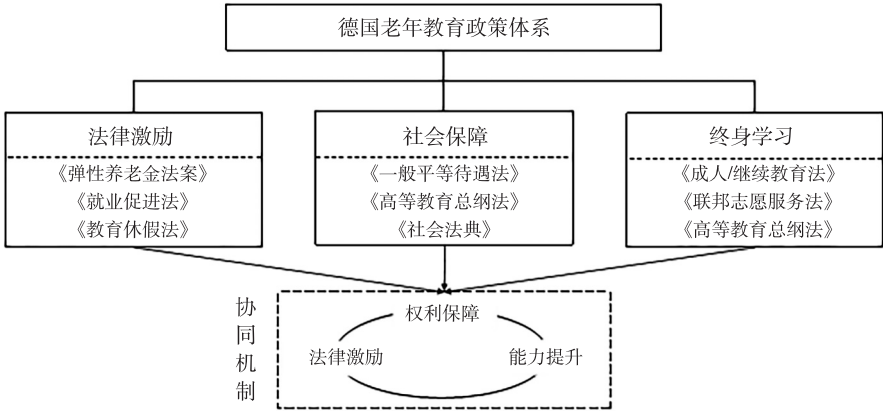 德国老年教育政策体系
法律激励
《弹性养老金法案》
《就业促进法》
《教育休假法》
社会保障
《一般平等待遇法》
《高等教育总纲法》
《社会法典》
终身学习
《成人/继续教育法》
《联邦志愿服务法》
《高等教育总纲法》
协同机制
权利保障
法律激励
能力提升